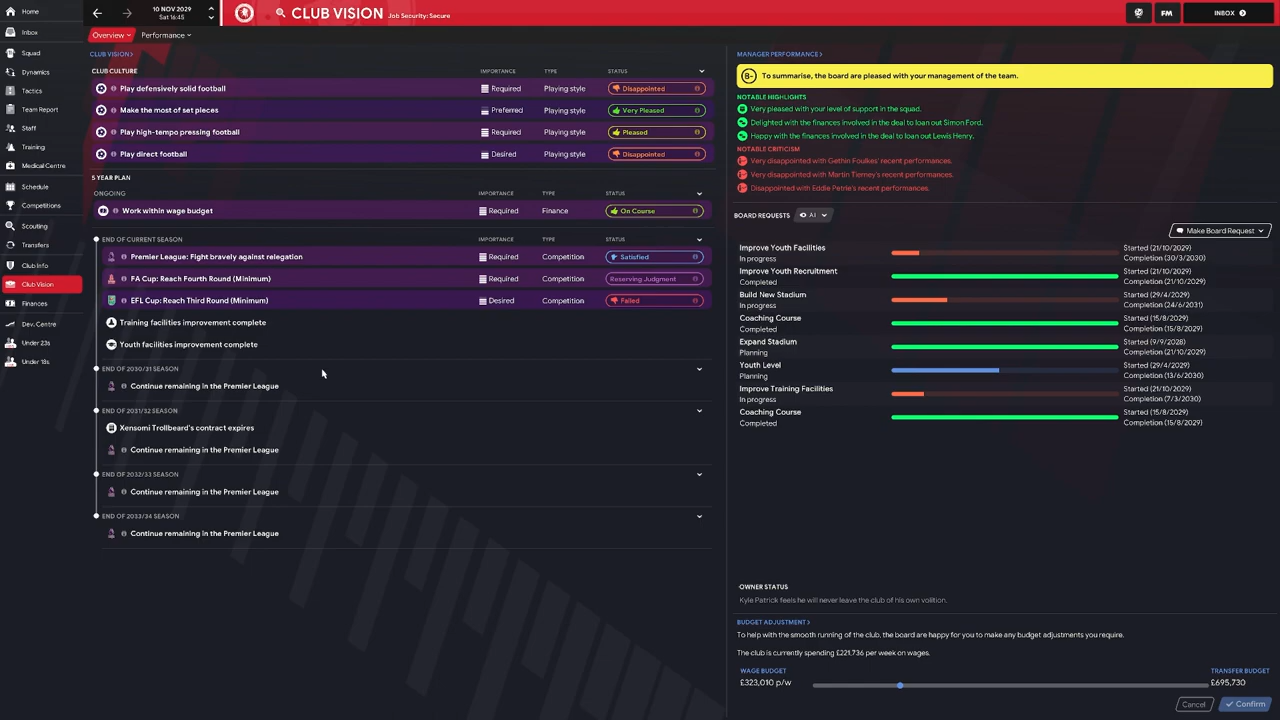 Home
Inbox
Squad
Dynamics
Tactics
Team Report
Staff
Training
Medical Centre
Schedule
Competitions
Scouting
Transfers
Club Info
Club Vision
Finances
Dev. Centre
Under 23s
Under 18s
10 NOV 2029
Sat 16:45
CLUB VISION Job Security: Secure
FM
INBOX
Overview
Performance
CLUB VISION >
CLUB CULTURE IMPORTANCE TYPE STATUS
Play defensively solid football Required Playing style Disappointed
Make the most of set pieces Preferred Playing style Very Pleased
Play high-tempo pressing football Required Playing style Pleased
Play direct football Desired Playing style Disappointed
5 YEAR PLAN
ONGOING IMPORTANCE TYPE STATUS
Work within wage budget Required Finance On Course
END OF CURRENT SEASON IMPORTANCE TYPE STATUS
Premier League: Fight bravely against relegation Required Competition Satisfied
FA Cup: Reach Fourth Round (Minimum) Required Competition Reserving Judgment
EFL Cup: Reach Third Round (Minimum) Desired Competition Failed
Training facilities improvement complete
Youth facilities improvement complete
END OF 2030/31 SEASON
Continue remaining in the Premier League
END OF 2031/32 SEASON
Xensomi Trollbeard's contract expires
Continue remaining in the Premier League
END OF 2032/33 SEASON
Continue remaining in the Premier League
END OF 2033/34 SEASON
Continue remaining in the Premier League
MANAGER PERFORMANCE >
B- To summarise, the board are pleased with your management of the team.
NOTABLE HIGHLIGHTS
Very pleased with your level of support in the squad.
Delighted with the finances involved in the deal to loan out Simon Ford.
Happy with the finances involved in the deal to loan out Lewis Henry.
NOTABLE CRITICISM
Very disappointed with Gethin Foulkes' recent performances.
Very disappointed with Martin Tierney's recent performances.
Disappointed with Eddie Petrie's recent performances.
BOARD REQUESTS All
Make Board Request
Improve Youth Facilities Started (21/10/2029)
In progress Completion (30/3/2030)
Improve Youth Recruitment Started (21/10/2029)
Completed Completion (21/10/2029)
Build New Stadium Started (29/4/2029)
In progress Completion (24/6/2031)
Coaching Course Started (15/8/2029)
Completed Completion (15/8/2029)
Expand Stadium Started (9/9/2028)
Planning Completion (21/10/2029)
Youth Level Started (29/4/2029)
Planning Completion (13/6/2030)
Improve Training Facilities Started (21/10/2029)
In progress Completion (7/3/2030)
Coaching Course Started (15/8/2029)
Completed Completion (15/8/2029)
OWNER STATUS
Kyle Patrick feels he will never leave the club of his own volition.
BUDGET ADJUSTMENT >
To help with the smooth running of the club, the board are happy for you to make any budget adjustments you require.
The club is currently spending £221,736 per week on wages.
WAGE BUDGET TRANSFER BUDGET
£323,010 p/w £695,730
Cancel Confirm